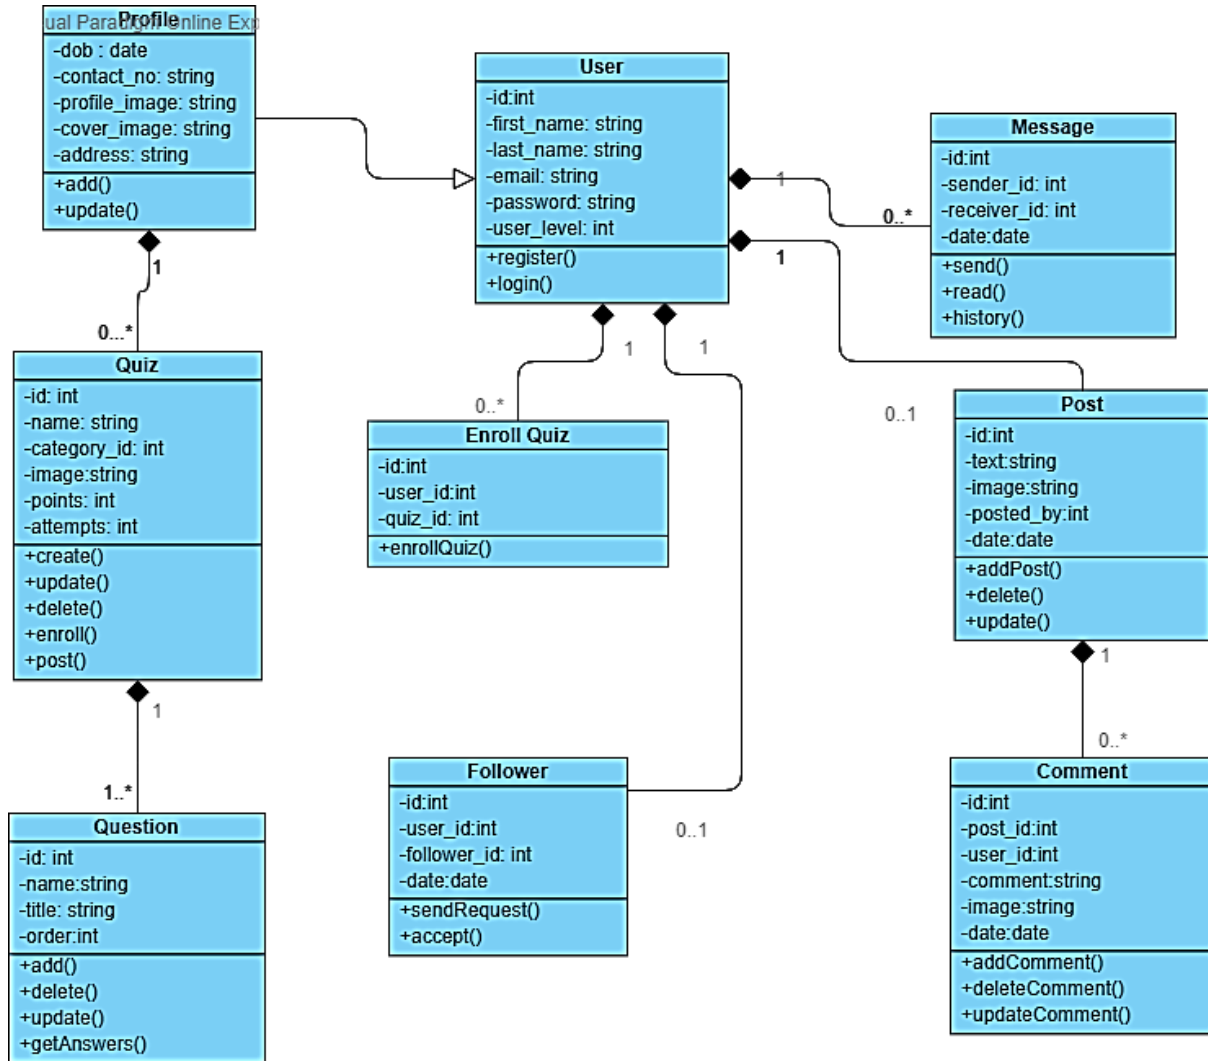 ual Paradigm Online Exp
Profile
-dob : date
-contact_no: string
-profile_image: string
-cover_image: string
-address: string
+add()
+update()
1
0...*
User
-id:int
-first_name: string
-last_name: string
-email: string
-password: string
-user_level: int
+register()
+login()
1
0..*
Message
-id:int
-sender_id: int
-receiver_id: int
-date:date
+send()
+read()
+history()
1
0..1
1
0..*
1
0..1
Quiz
-id: int
-name: string
-category_id: int
-image:string
-points: int
-attempts: int
+create()
+update()
+delete()
+enroll()
+post()
1
1..*
Enroll Quiz
-id:int
-user_id:int
-quiz_id: int
+enrollQuiz()
Post
-id:int
-text:string
-image:string
-posted_by:int
-date:date
+addPost()
+delete()
+update()
1
0..*
Question
-id: int
-name:string
-title: string
-order:int
+add()
+delete()
+update()
+getAnswers()
Follower
-id:int
-user_id:int
-follower_id: int
-date:date
+sendRequest()
+accept()
Comment
-id:int
-post_id:int
-user_id:int
-comment:string
-image:string
-date:date
+addComment()
+deleteComment()
+updateComment()